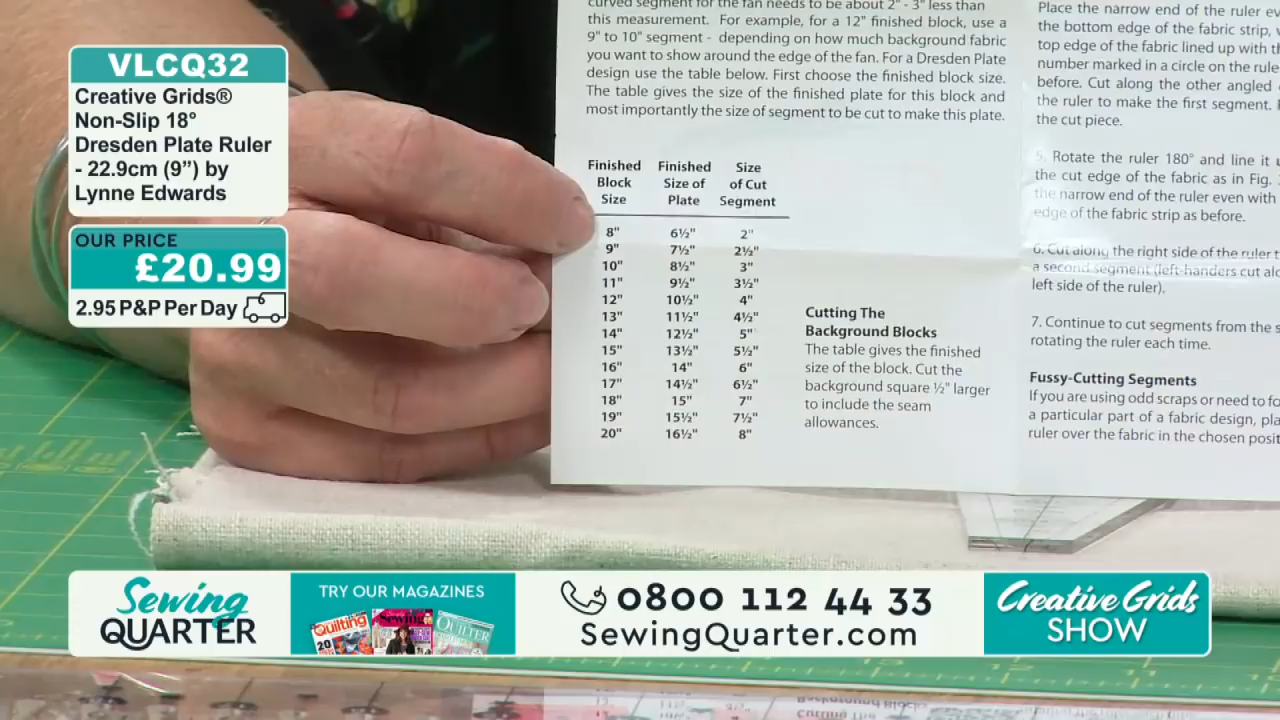 VLCQ32
Creative Grids®
Non-Slip 18°
Dresden Plate Ruler
- 22.9cm (9”) by
Lynne Edwards
OUR PRICE
£20.99
2.95 P&P Per Day
curved segment for the fan needs to be about 2" - 3" less than
this measurement. For example, for a 12" finished block, use a
9" to 10" segment - depending on how much background fabric
you want to show around the edge of the fan. For a Dresden Plate
design use the table below. First choose the finished block size.
The table gives the size of the finished plate for this block and
most importantly the size of segment to be cut to make this plate.
Finished Block Size Finished Size of Plate Size of Cut Segment
8" 6½" 2"
9" 7½" 2½"
10" 8½" 3"
11" 9½" 3½"
12" 10½" 4"
13" 11½" 4½"
14" 12½" 5"
15" 13½" 5½"
16" 14" 6"
17" 14½" 6½"
18" 15" 7"
19" 15½" 7½"
20" 16½" 8"
Cutting The
Background Blocks
The table gives the finished
size of the block. Cut the
background square ½" larger
to include the seam
allowances.
Place the narrow end of the ruler
the bottom edge of the fabric strip,
top edge of the fabric lined up with
number marked in a circle on the
before. Cut along the other angled
the ruler to make the first segment.
the cut piece.
5. Rotate the ruler 180° and line it
the cut edge of the fabric as in Fig.
the narrow end of the ruler even with
edge of the fabric strip as before.
6. Cut along the right side of the ruler
a second segment (left-handers cut
left side of the ruler).
7. Continue to cut segments from the
rotating the ruler each time.
Fussy-Cutting Segments
If you are using odd scraps or need to
a particular part of a fabric design,
ruler over the fabric in the chosen
Sewing
QUARTER
TRY OUR MAGAZINES
Quilting
Sewing
QUILTER
0800 112 44 33
SewingQuarter.com
Creative Grids
SHOW